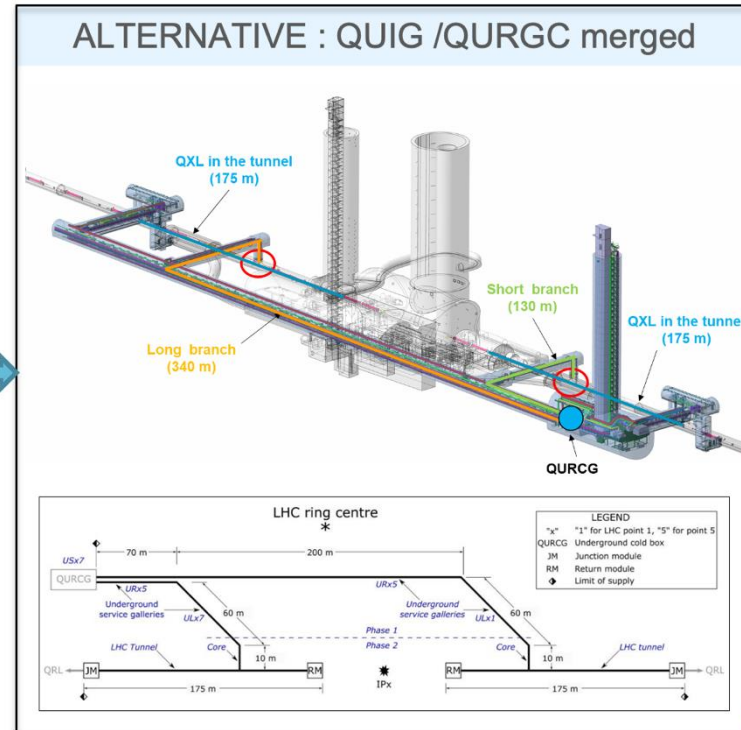 ALTERNATIVE : QUIG /QURGC merged
QXL in the tunnel
(175 m)
Short branch
(130 m)
QXL in the tunnel
(175 m)
Long branch
(340 m)
QURCG
LHC ring centre
*
LEGEND
"x" "1" for LHC point 1, "5" for point 5
QURCG Underground cold box
JM Junction module
RM Return module
Limit of supply
USx7
70 m
200 m
QURCG
URx5
URx5
Underground
service galleries
ULx7
60 m
Underground
service galleries
ULx1
60 m
Phase 1
Phase 2
LHC Tunnel
Core
10 m
Core
10 m
LHC tunnel
QRL
JM
RM
IPx
RM
JM
QRL
175 m
175 m